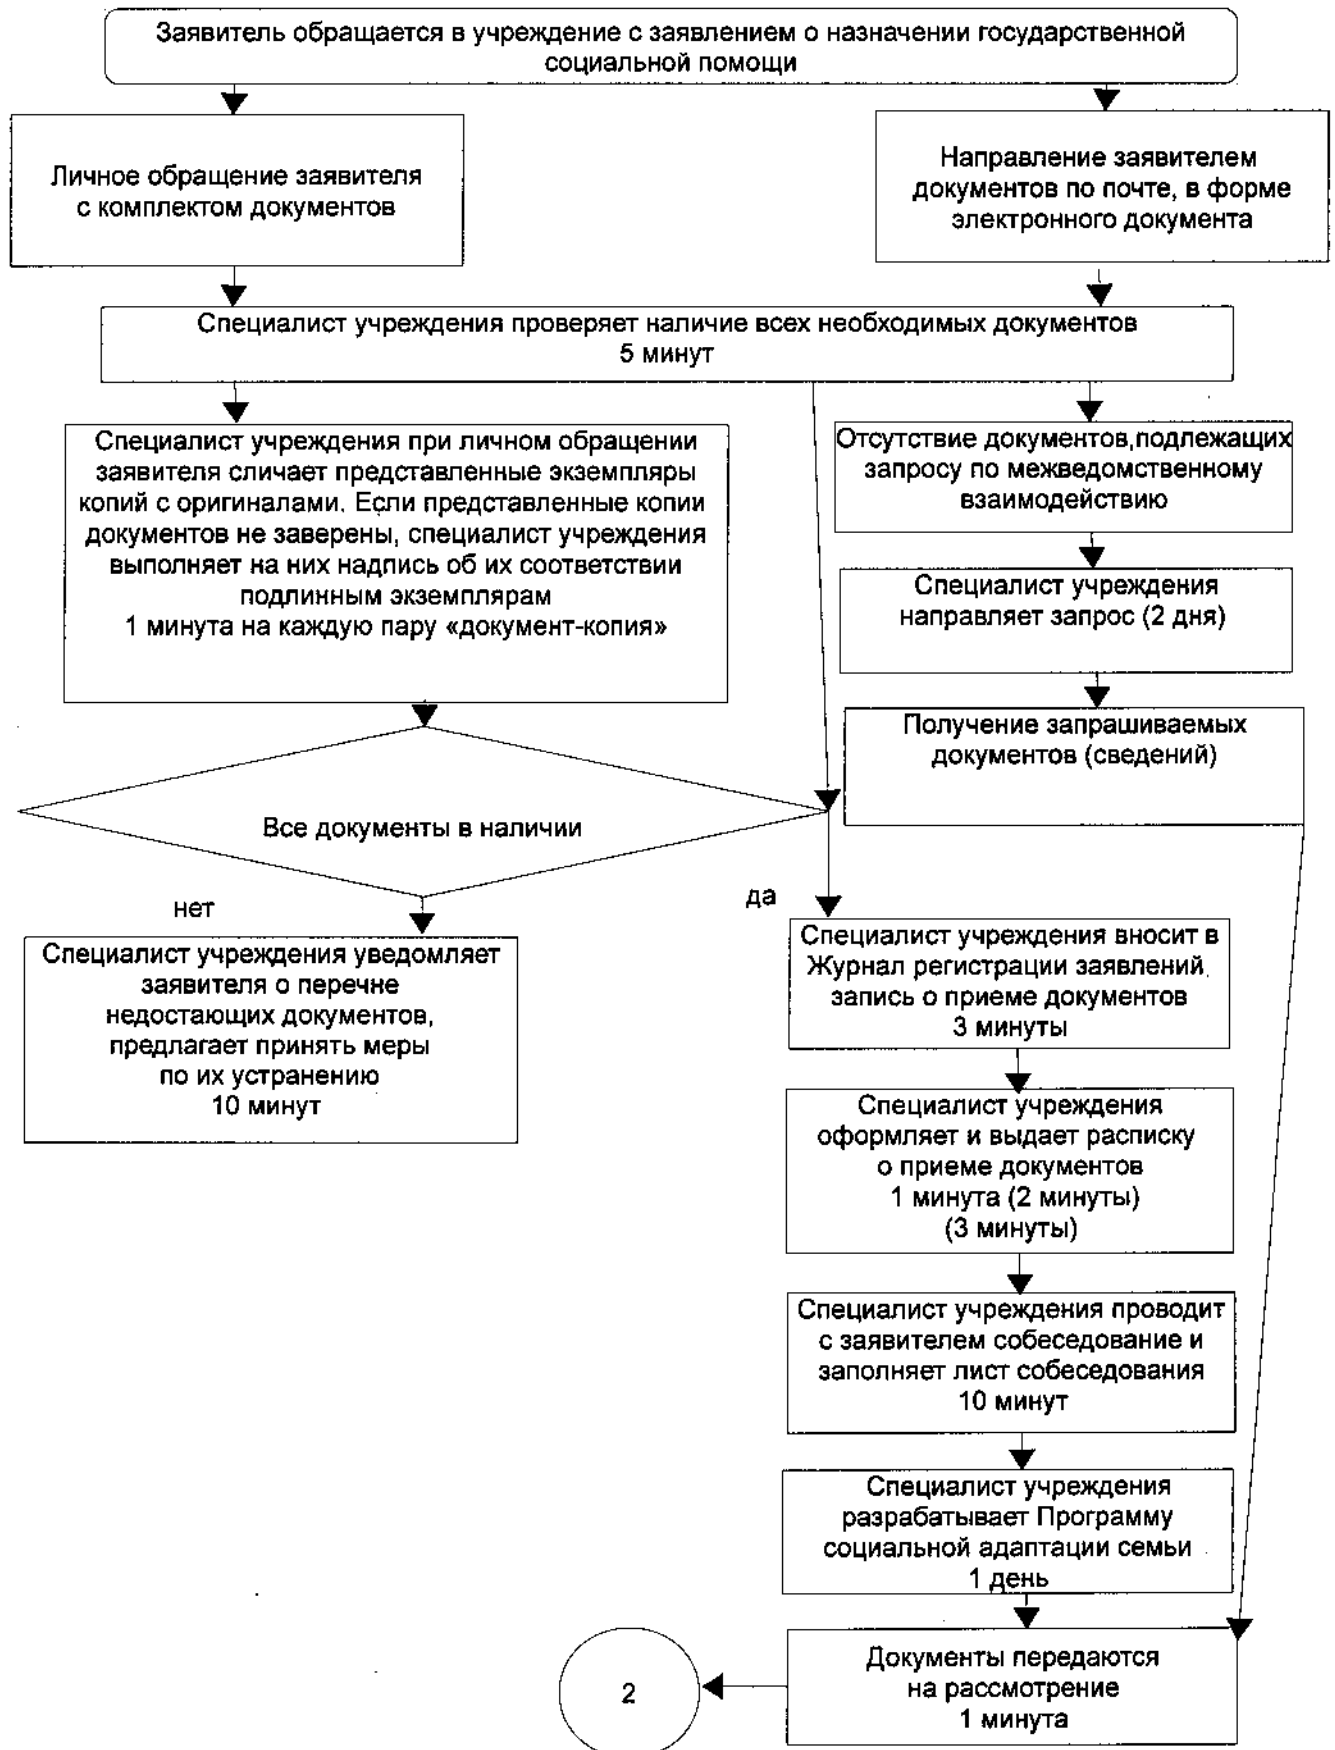 Заявитель обращается в учреждение с заявлением о назначении государственной
социальной помощи
Личное обращение заявителя
с комплектом документов
Направление заявителем
документов по почте, в форме
электронного документа
Специалист учреждения проверяет наличие всех необходимых документов
5 минут
Специалист учреждения при личном обращении
заявителя сличает представленные экземпляры
копий с оригиналами. Если представленные копии
документов не заверены, специалист учреждения
выполняет на них надпись об их соответствии
подлинным экземплярам
1 минута на каждую пару «документ-копия»
Отсутствие документов,подлежащих
запросу по межведомственному
взаимодействию
Специалист учреждения
направляет запрос (2 дня)
Получение запрашиваемых
документов (сведений)
Все документы в наличии
нет
да
Специалист учреждения уведомляет
заявителя о перечне
недостающих документов,
предлагает принять меры
по их устранению
10 минут
Специалист учреждения вносит в
Журнал регистрации заявлений
запись о приеме документов
3 минуты
Специалист учреждения
оформляет и выдает расписку
о приеме документов
1 минута (2 минуты)
(3 минуты)
Специалист учреждения проводит
с заявителем собеседование и
заполняет лист собеседования
10 минут
Специалист учреждения
разрабатывает Программу
социальной адаптации семьи
1 день
Документы передаются
на рассмотрение
1 минута
2